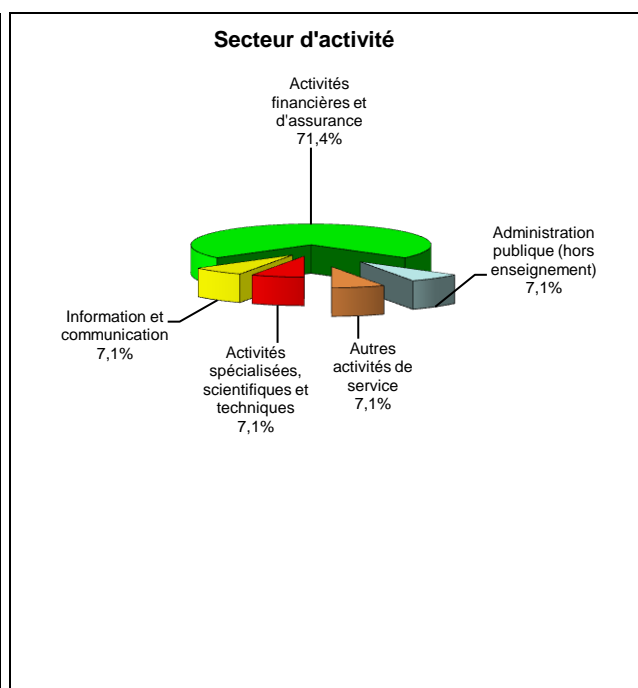 Secteur d'activité
Activités
financières et
d'assurance
71,4%
Administration
publique (hors
enseignement)
7,1%
Information et
communication
7,1%
Activités
spécialisées,
scientifiques et
techniques
7,1%
Autres
activités de
service
7,1%